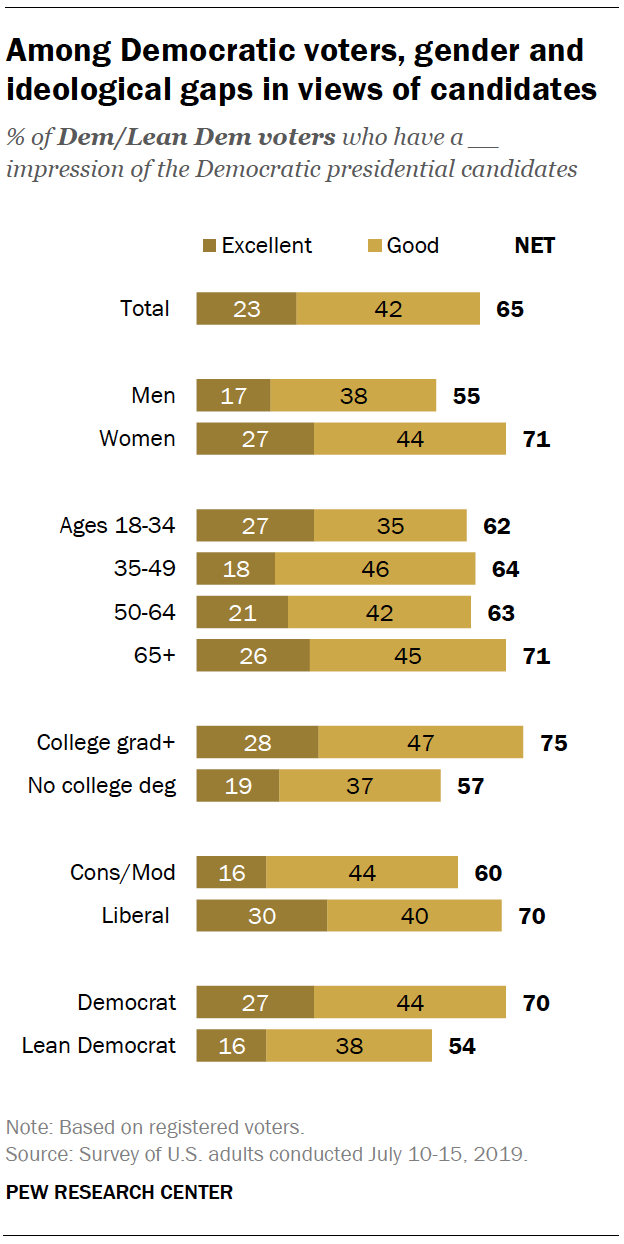 Among Democratic voters, gender and
ideological gaps in views of candidates
% of Dem/Lean Dem voters who have a __
impression of the Democratic presidential candidates
Excellent Good NET
Total 23 42 65
Men 17 38 55
Women 27 44 71
Ages 18-34 27 35 62
35-49 18 46 64
50-64 21 42 63
65+ 26 45 71
College grad+ 28 47 75
No college deg 19 37 57
Cons/Mod 16 44 60
Liberal 30 40 70
Democrat 27 44 70
Lean Democrat 16 38 54
Note: Based on registered voters.
Source: Survey of U.S. adults conducted July 10-15, 2019.
PEW RESEARCH CENTER